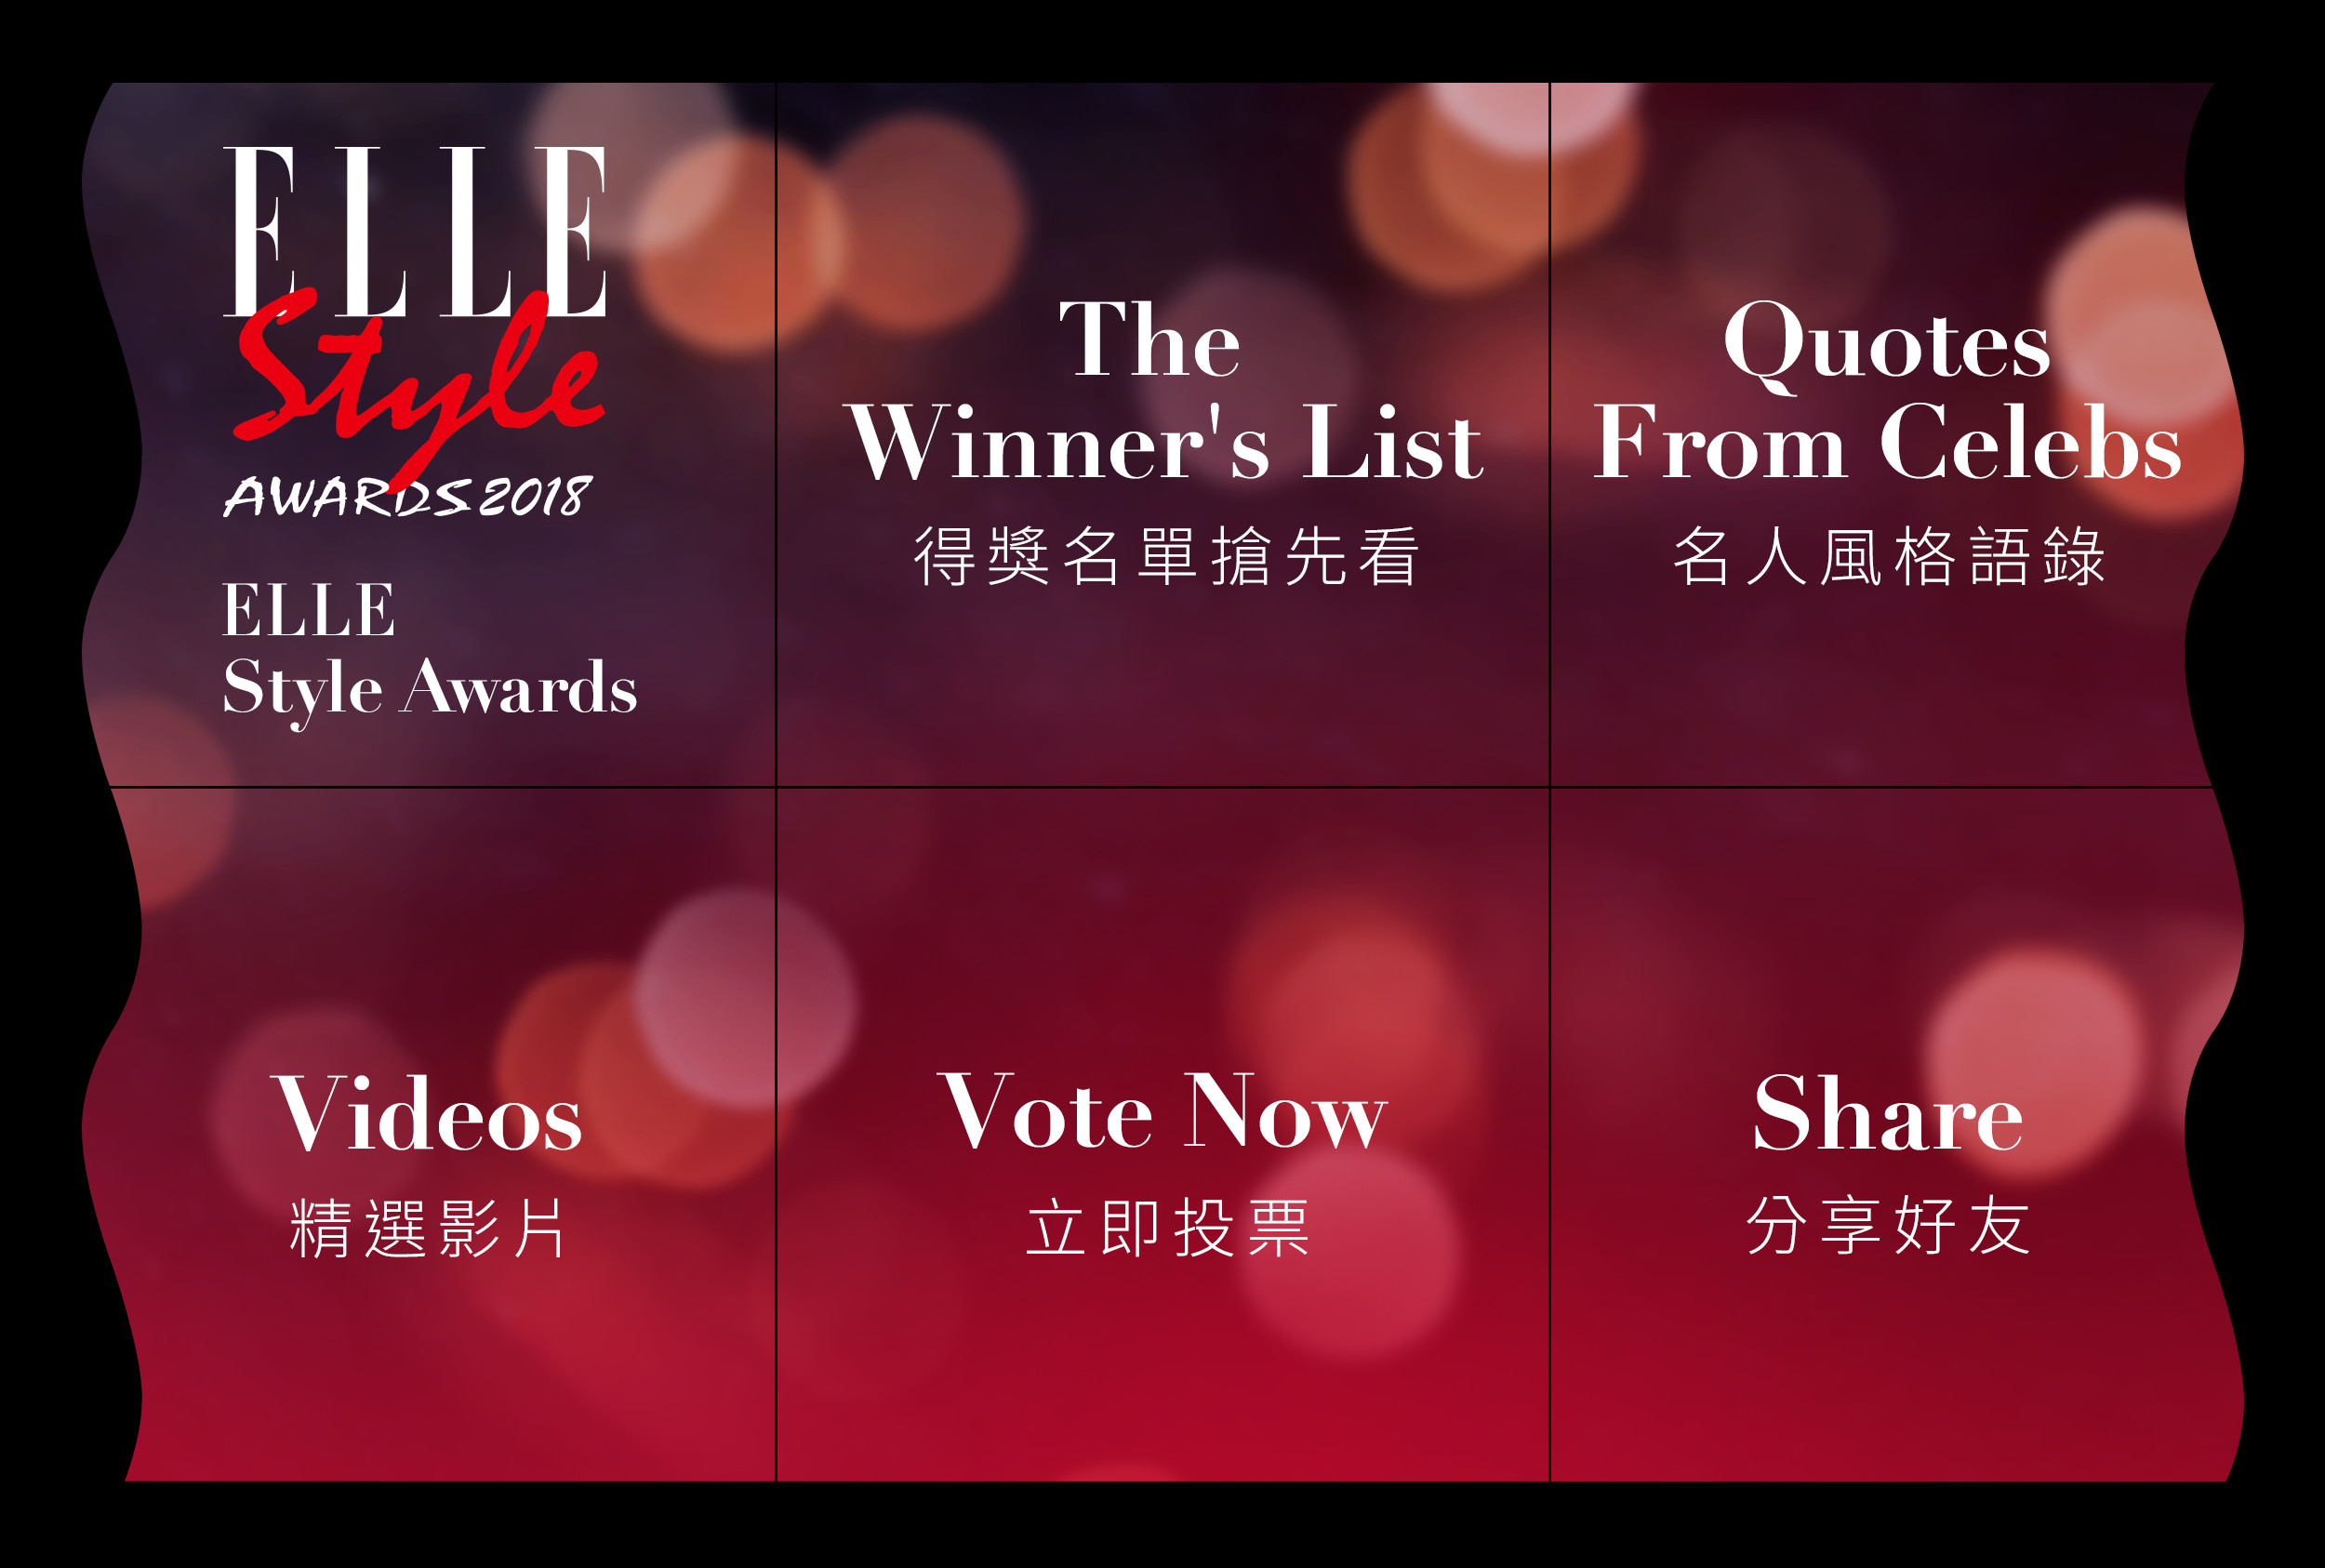 ELLE
Style
AWARDS 2018
ELLE
Style Awards
The
Winner's List
得獎名單搶先看
Quotes
From Celebs
名人風格語錄
Videos
精選影片
Vote Now
立即投票
Share
分享好友